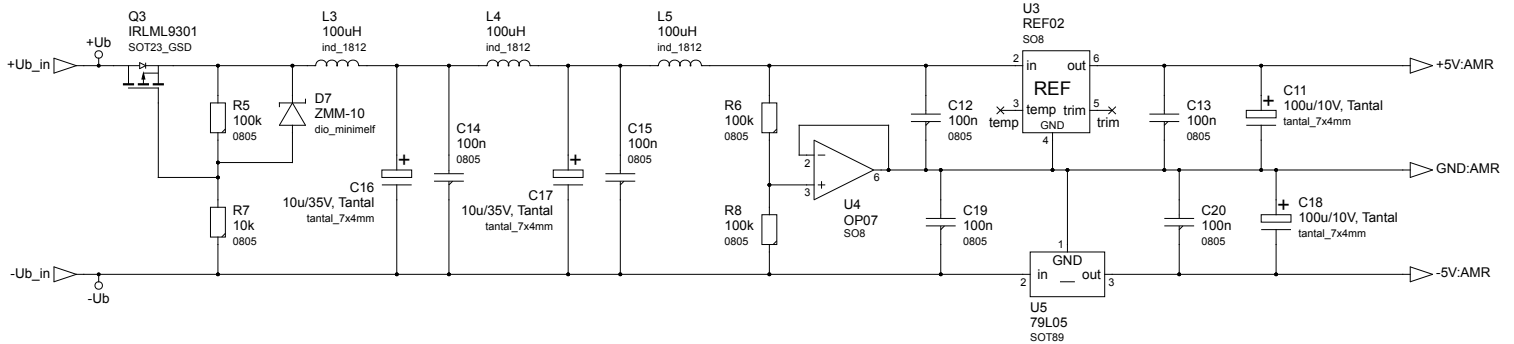 Q3
IRLML9301
SOT23_GSD
+Ub
+Ub_in
L3
100uH
ind_1812
L4
100uH
ind_1812
L5
100uH
ind_1812
U3
REF02
SO8
2 in out 6
REF
3 temp trim 5
temp
trim
GND
4
+5V:AMR
R5
100k
0805
D7
ZMM-10
dio_minimelf
C14
100n
0805
C15
100n
0805
R6
100k
0805
C12
100n
0805
C13
100n
0805
C11
100u/10V, Tantal
tantal_7x4mm
+
+
C16
10u/35V, Tantal
tantal_7x4mm
+
C17
10u/35V, Tantal
tantal_7x4mm
2 −
3 +
6
U4
OP07
SO8
GND:AMR
R7
10k
0805
R8
100k
0805
C19
100n
0805
C20
100n
0805
+
C18
100u/10V, Tantal
tantal_7x4mm
1
GND
2 in out 3
U5
79L05
SOT89
-Ub_in
-Ub
-5V:AMR